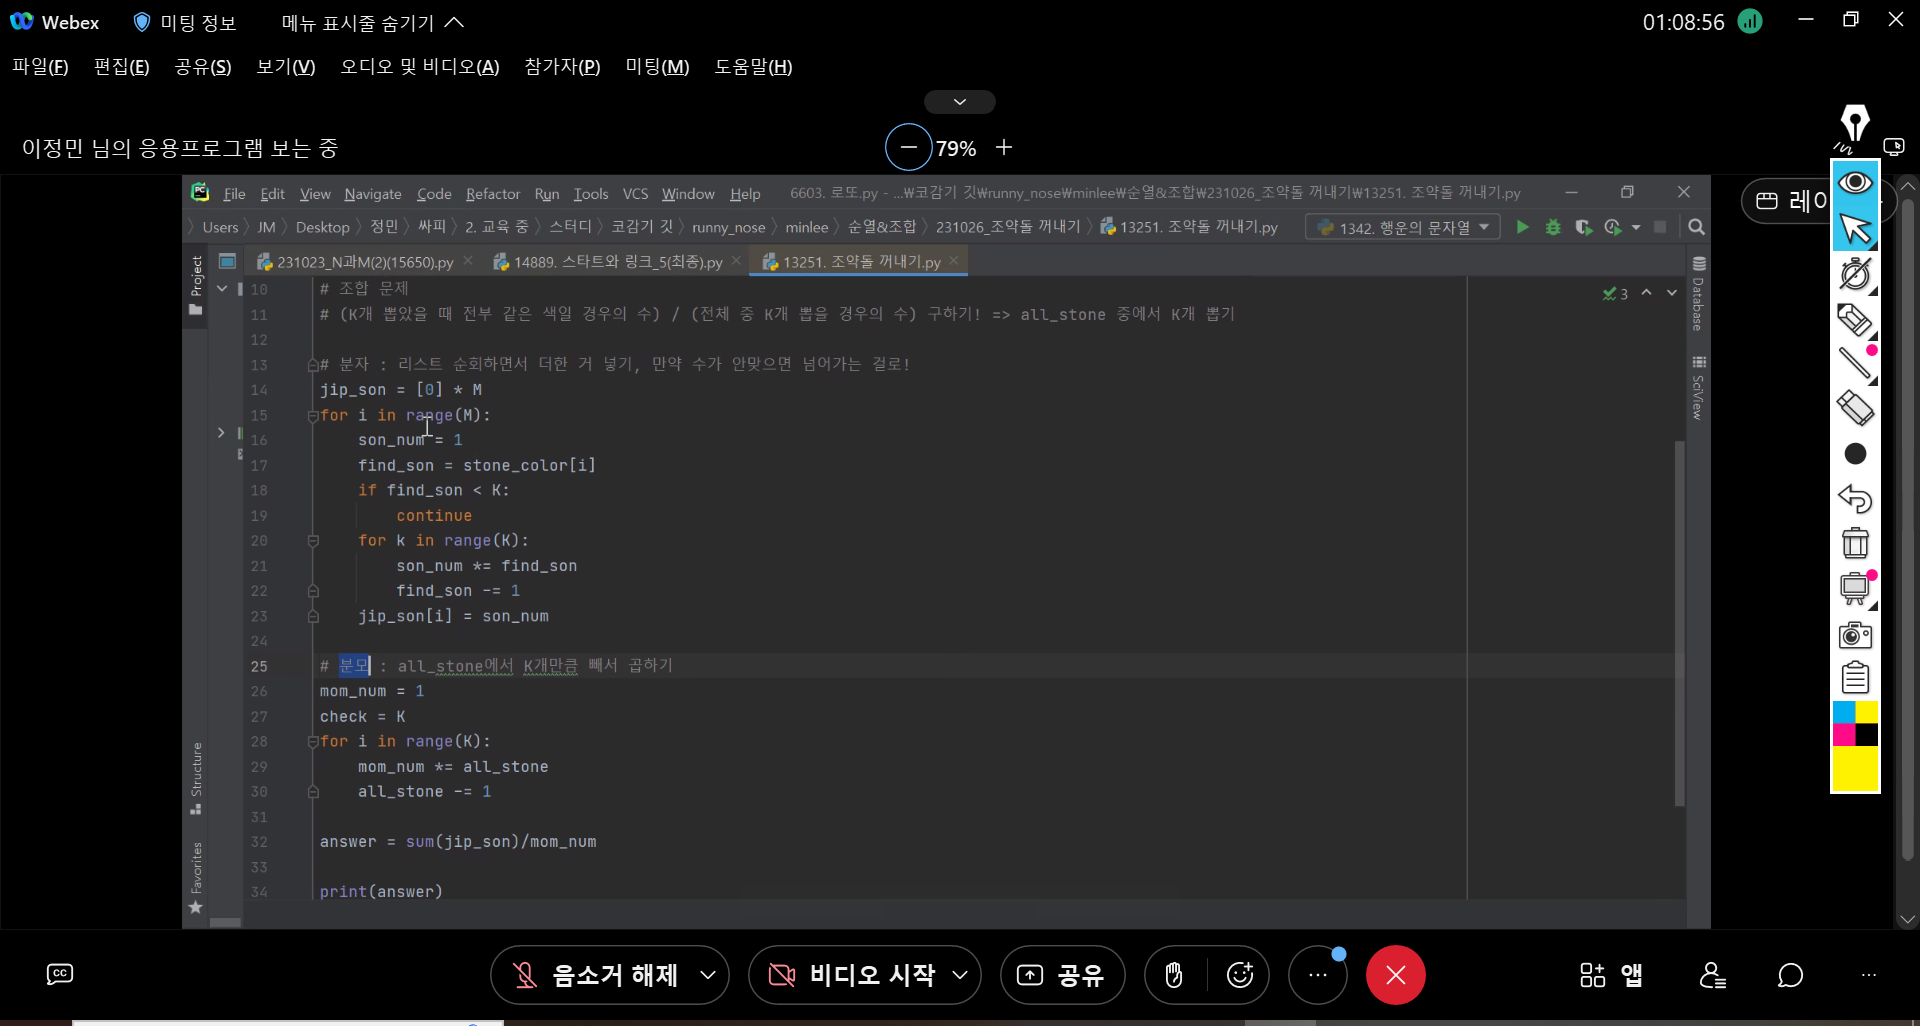 Webex 미팅 정보 메뉴 표시줄 숨기기 01:08:56
파일(F) 편집(E) 공유(S) 보기(V) 오디오 및 비디오(A) 참가자(P) 미팅(M) 도움말(H)
이정민 님의 응용프로그램 보는 중 79%
File Edit View Navigate Code Refactor Run Tools VCS Window Help 6603. 로또.py - ...₩코감기 깃₩runny_nose₩minlee₩순열&조합₩231026_조약돌 꺼내기₩13251. 조약돌 꺼내기.py
레이
Users JM Desktop 정민 싸피 2. 교육 중 스터디 코감기 깃 runny_nose minlee 순열&조합 231026_조약돌 꺼내기 13251. 조약돌 꺼내기.py 1342. 행운의 문자열
231023_N과M(2)(15650).py 14889. 스타트와 링크_5(최종).py 13251. 조약돌 꺼내기.py
Project
Structure
Favorites
Database
SciView
3
10 # 조합 문제
11 # (K개 뽑았을 때 전부 같은 색일 경우의 수) / (전체 중 K개 뽑을 경우의 수) 구하기! => all_stone 중에서 K개 뽑기
12
13 # 분자 : 리스트 순회하면서 더한 거 넣기, 만약 수가 안맞으면 넘어가는 걸로!
14 jip_son = [0] * M
15 for i in range(M):
16 son_num = 1
17 find_son = stone_color[i]
18 if find_son < K:
19 continue
20 for k in range(K):
21 son_num *= find_son
22 find_son -= 1
23 jip_son[i] = son_num
24
25 # 분모 : all_stone에서 K개만큼 빼서 곱하기
26 mom_num = 1
27 check = K
28 for i in range(K):
29 mom_num *= all_stone
30 all_stone -= 1
31
32 answer = sum(jip_son)/mom_num
33
34 print(answer)
CC 음소거 해제 비디오 시작 공유 앱